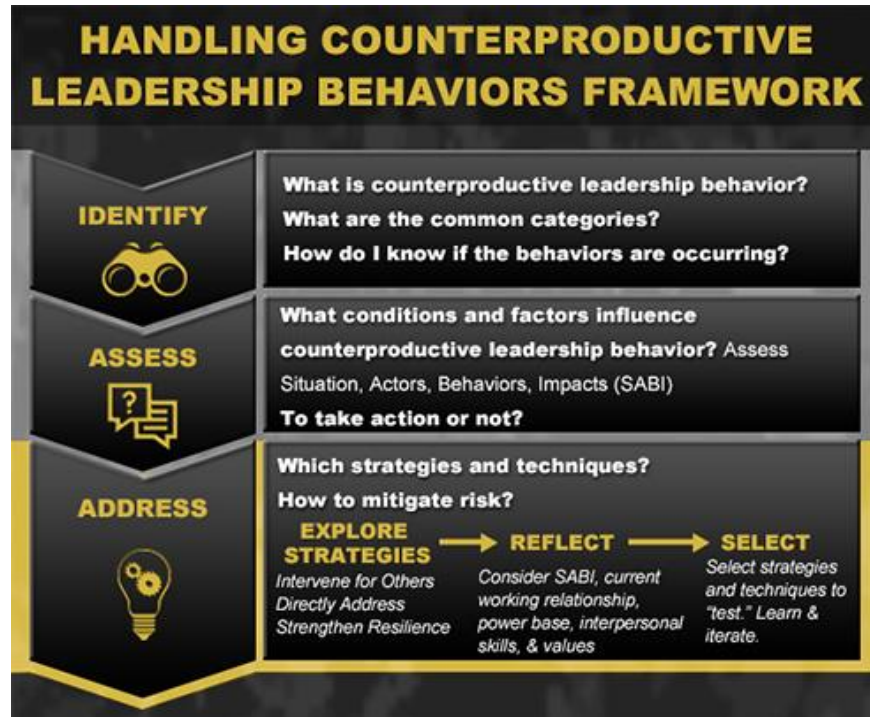 HANDLING COUNTERPRODUCTIVE
LEADERSHIP BEHAVIORS FRAMEWORK
IDENTIFY
What is counterproductive leadership behavior?
What are the common categories?
How do I know if the behaviors are occurring?
ASSESS
?
What conditions and factors influence
counterproductive leadership behavior? Assess
Situation, Actors, Behaviors, Impacts (SABI)
To take action or not?
ADDRESS
Which strategies and techniques?
How to mitigate risk?
EXPLORE
STRATEGIES
Intervene for Others
Directly Address
Strengthen Resilience
REFLECT
Consider SABI, current
working relationship,
power base, interpersonal
skills, & values
SELECT
Select strategies
and techniques to
“test.” Learn &
iterate.